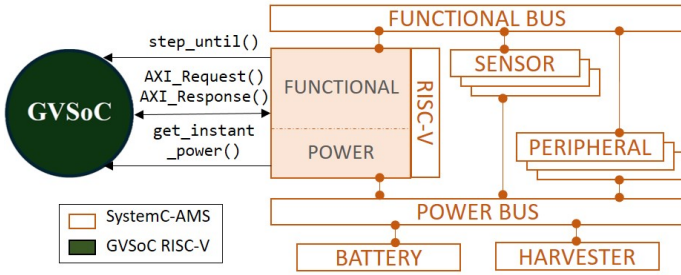 FUNCTIONAL BUS
step_until()
AXI_Request()
AXI_Response()
get_instant
_power()
GVSoC
FUNCTIONAL
POWER
RISC-V
SENSOR
PERIPHERAL
POWER BUS
BATTERY
HARVESTER
SystemC-AMS
GVSoC RISC-V